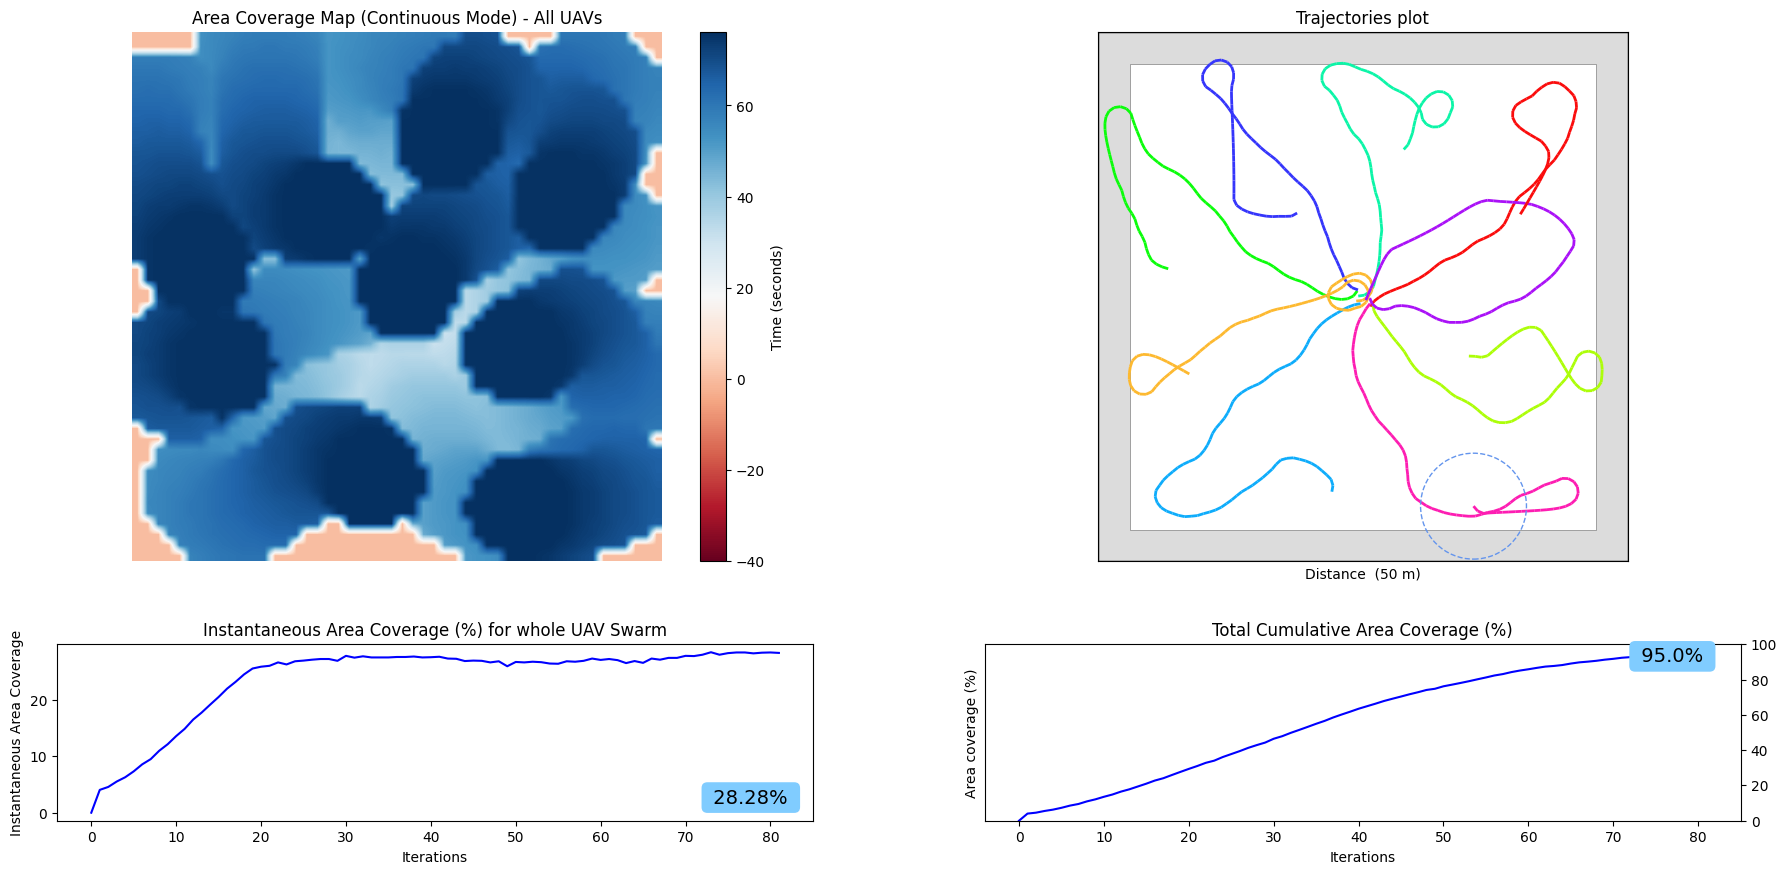 Area Coverage Map (Continuous Mode) - All UAVs
60
40
20
0
−20
−40
Time (seconds)
Trajectories plot
Distance  (50 m)
Instantaneous Area Coverage (%) for whole UAV Swarm
Instantaneous Area Coverage
20
10
0
28.28%
0 10 20 30 40 50 60 70 80
Iterations
Total Cumulative Area Coverage (%)
Area coverage (%)
95.0%
100
80
60
40
20
0
0 10 20 30 40 50 60 70 80
Iterations